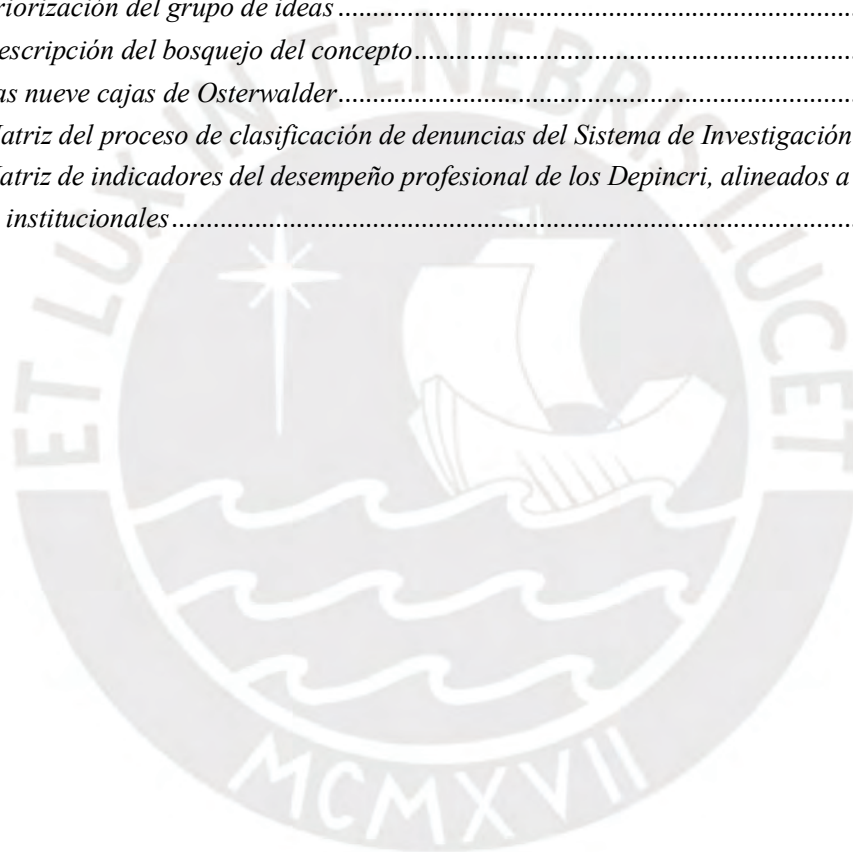 riorización del grupo de ideas ..........................................................................................
escripción del bosquejo del concepto ..............................................................................
as nueve cajas de Osterwalder ..........................................................................................
atriz del proceso de clasificación de denuncias del Sistema de Investigación
atriz de indicadores del desempeño profesional de los Depincri, alineados a
institucionales ....................................................................................................................
ET LUX IN TENEBRIS LUCET
MCMXVII